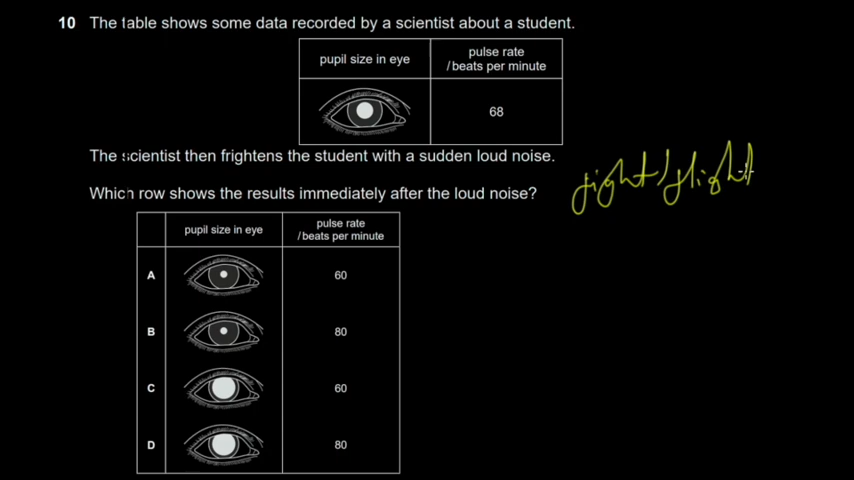 10 The table shows some data recorded by a scientist about a student.
pupil size in eye
pulse rate
/beats per minute
68
The scientist then frightens the student with a sudden loud noise.
fight/flight
Which row shows the results immediately after the loud noise?
pupil size in eye
pulse rate
/beats per minute
A 60
B 80
C 60
D 80